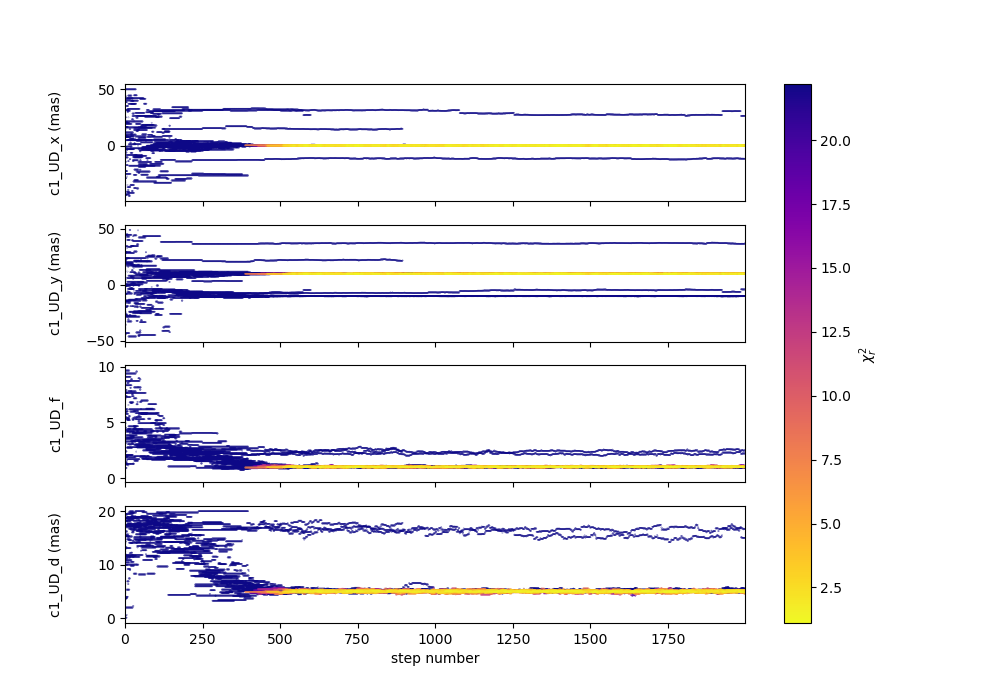 50
0
c1_UD_x (mas)
50
0
−50
c1_UD_y (mas)
10
5
0
c1_UD_f
20
10
0
c1_UD_d (mas)
0 250 500 750 1000 1250 1500 1750
step number
20.0
17.5
15.0
12.5
10.0
7.5
5.0
2.5
χ²ᵣ